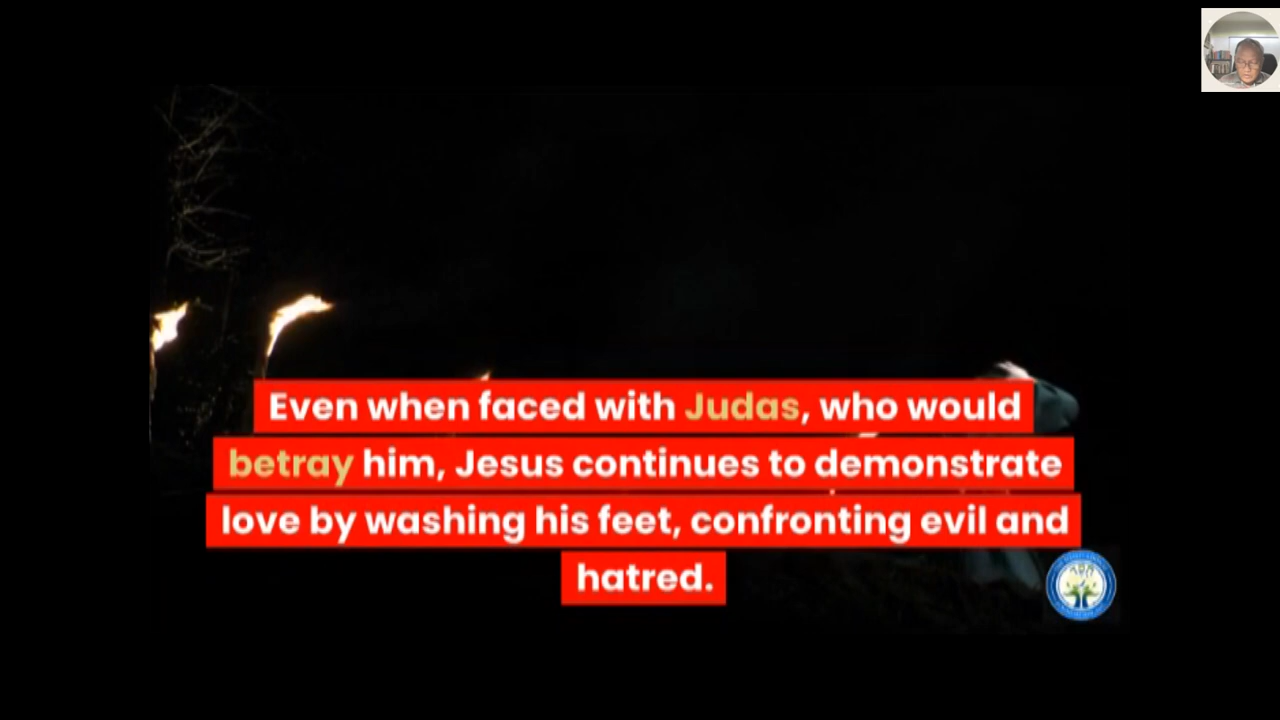 Even when faced with Judas, who would
betray him, Jesus continues to demonstrate
love by washing his feet, confronting evil and
hatred.